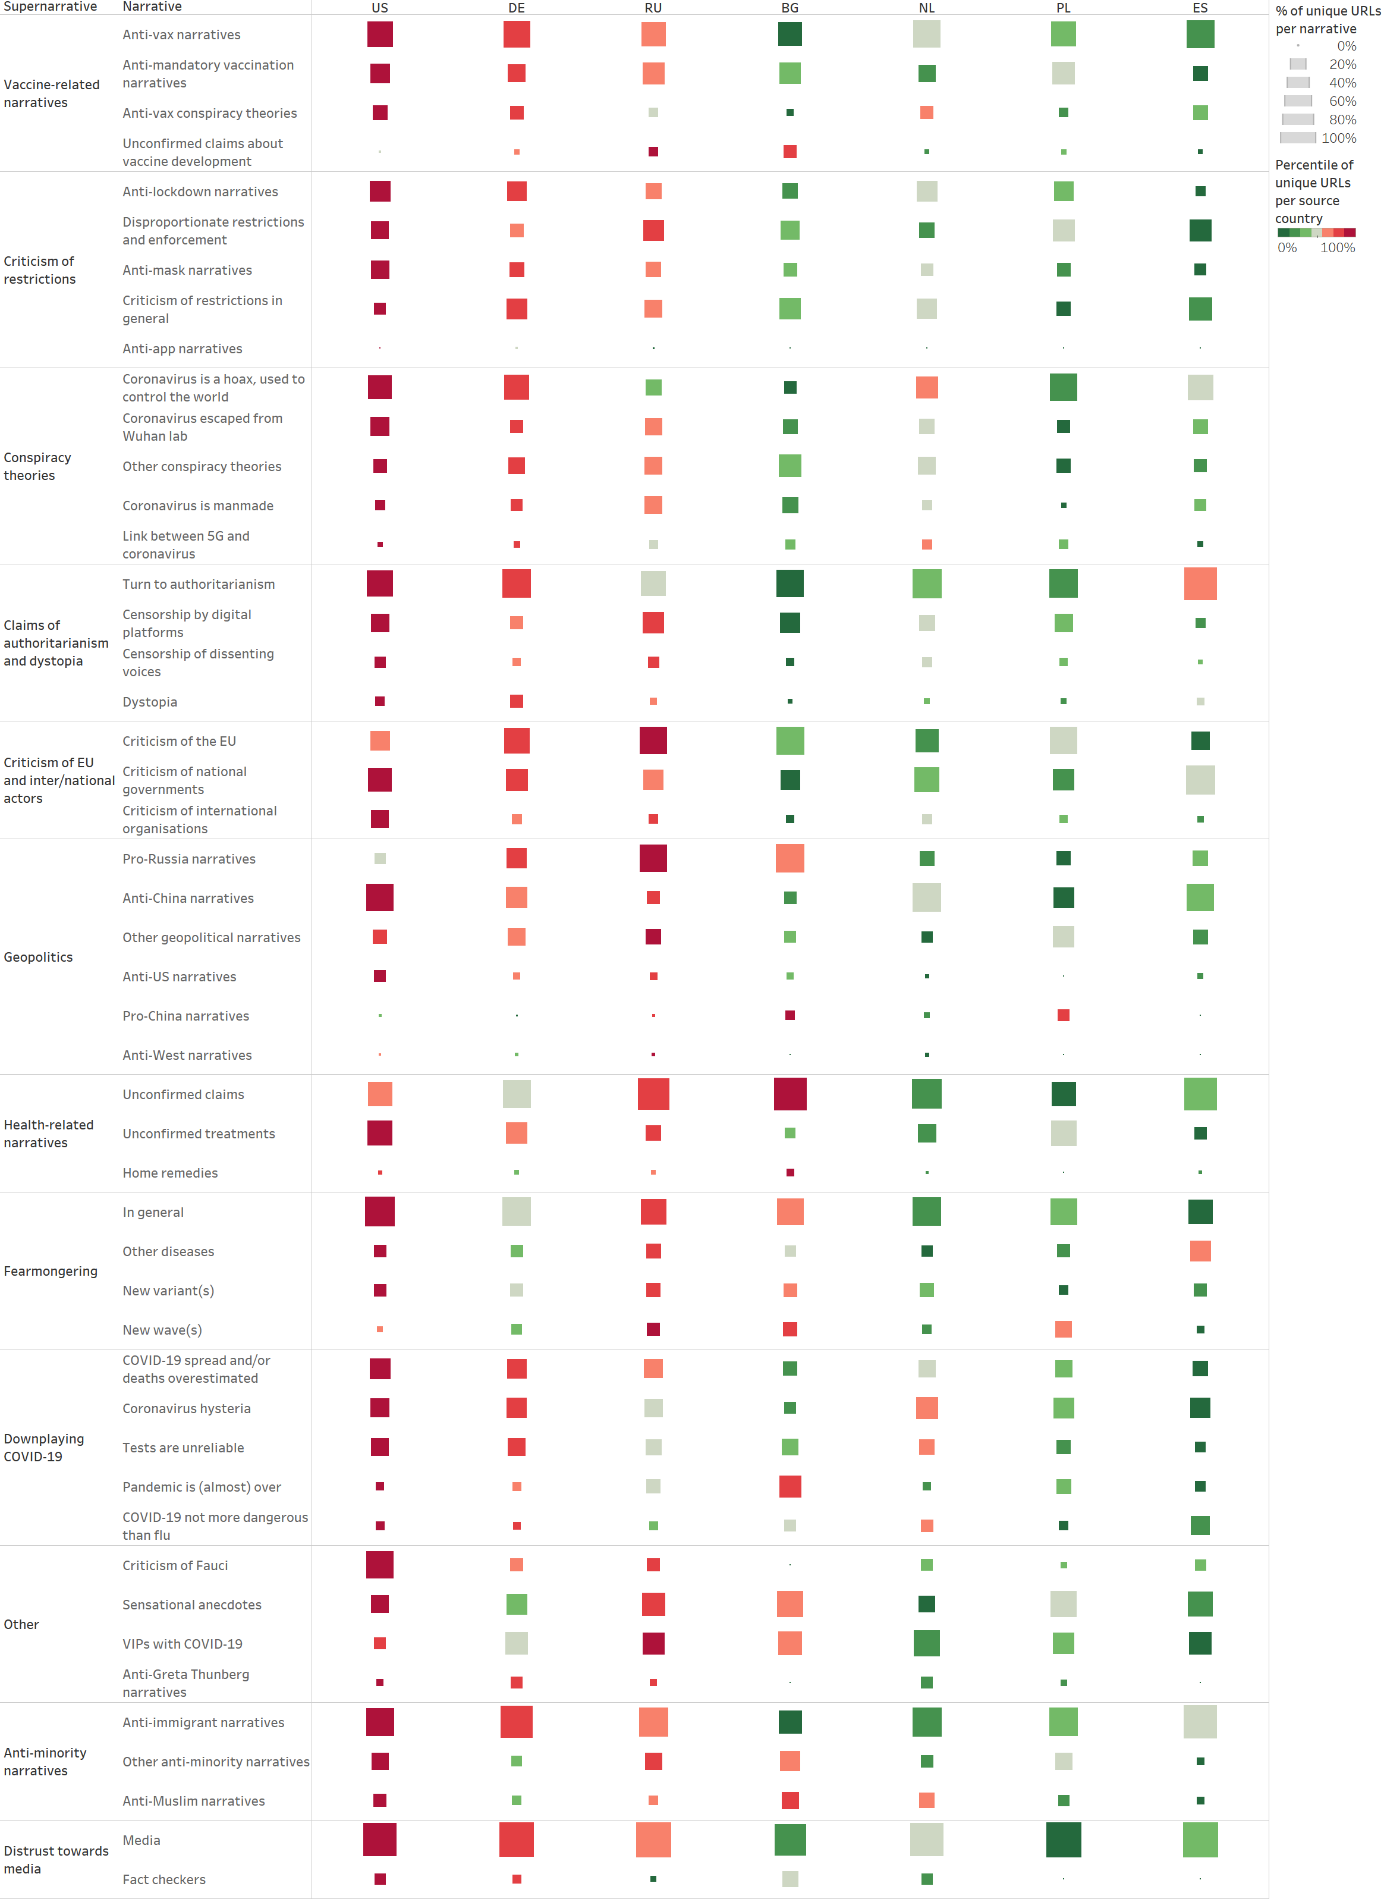 Supernarrative Narrative US DE RU BG NL PL ES
% of unique URLs
per narrative
0%
20%
40%
60%
80%
100%
Percentile of
unique URLs
per source
country
0% 100%
Vaccine-related
narratives
Anti-vax narratives
Anti-mandatory vaccination
narratives
Anti-vax conspiracy theories
Unconfirmed claims about
vaccine development
Criticism of
restrictions
Anti-lockdown narratives
Disproportionate restrictions
and enforcement
Anti-mask narratives
Criticism of restrictions in
general
Anti-app narratives
Conspiracy
theories
Coronavirus is a hoax, used to
control the world
Coronavirus escaped from
Wuhan lab
Other conspiracy theories
Coronavirus is manmade
Link between 5G and
coronavirus
Claims of
authoritarianism
and dystopia
Turn to authoritarianism
Censorship by digital
platforms
Censorship of dissenting
voices
Dystopia
Criticism of EU
and inter/national
actors
Criticism of the EU
Criticism of national
governments
Criticism of international
organisations
Geopolitics
Pro-Russia narratives
Anti-China narratives
Other geopolitical narratives
Anti-US narratives
Pro-China narratives
Anti-West narratives
Health-related
narratives
Unconfirmed claims
Unconfirmed treatments
Home remedies
Fearmongering
In general
Other diseases
New variant(s)
New wave(s)
Downplaying
COVID-19
COVID-19 spread and/or
deaths overestimated
Coronavirus hysteria
Tests are unreliable
Pandemic is (almost) over
COVID-19 not more dangerous
than flu
Other
Criticism of Fauci
Sensational anecdotes
VIPs with COVID-19
Anti-Greta Thunberg
narratives
Anti-minority
narratives
Anti-immigrant narratives
Other anti-minority narratives
Anti-Muslim narratives
Distrust towards
media
Media
Fact checkers